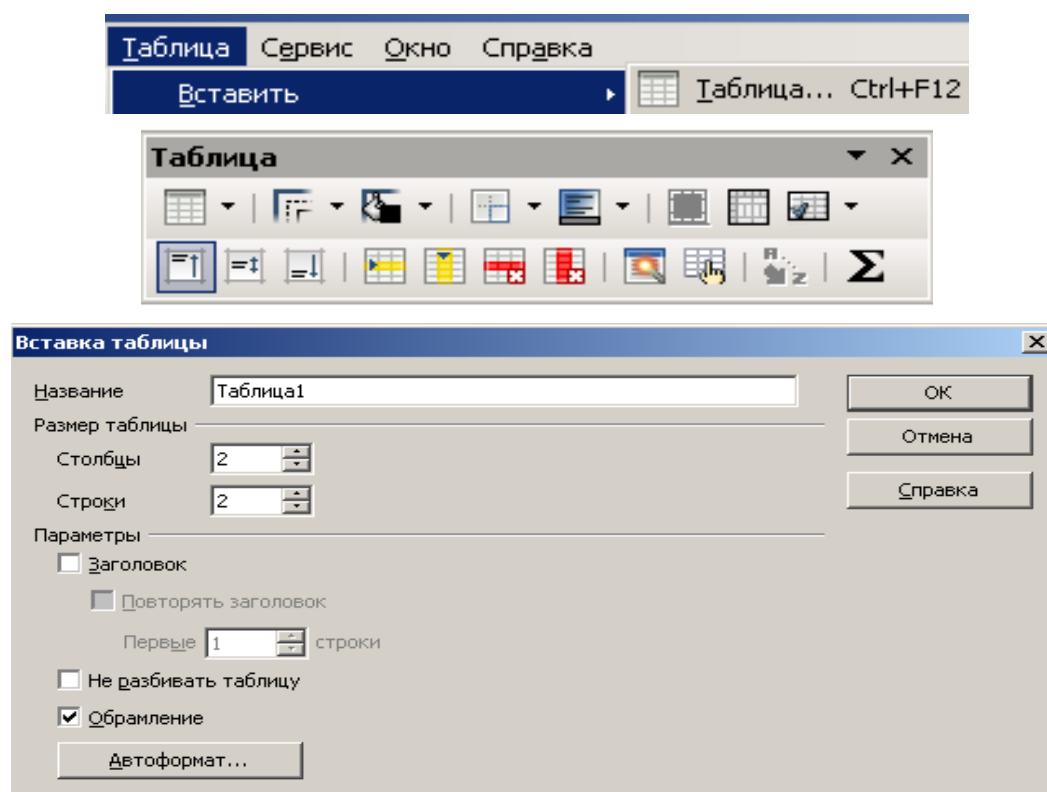 Таблица Сервис Окно Справка
Вставить Таблица... Ctrl+F12
Таблица
Вставка таблицы
Название Таблица1 ОК
Размер таблицы Отмена
Столбцы 2
Справка
Строки 2
Параметры
Заголовок
Повторять заголовок
Первые 1 строки
Не разбивать таблицу
Обрамление
Автоформат...